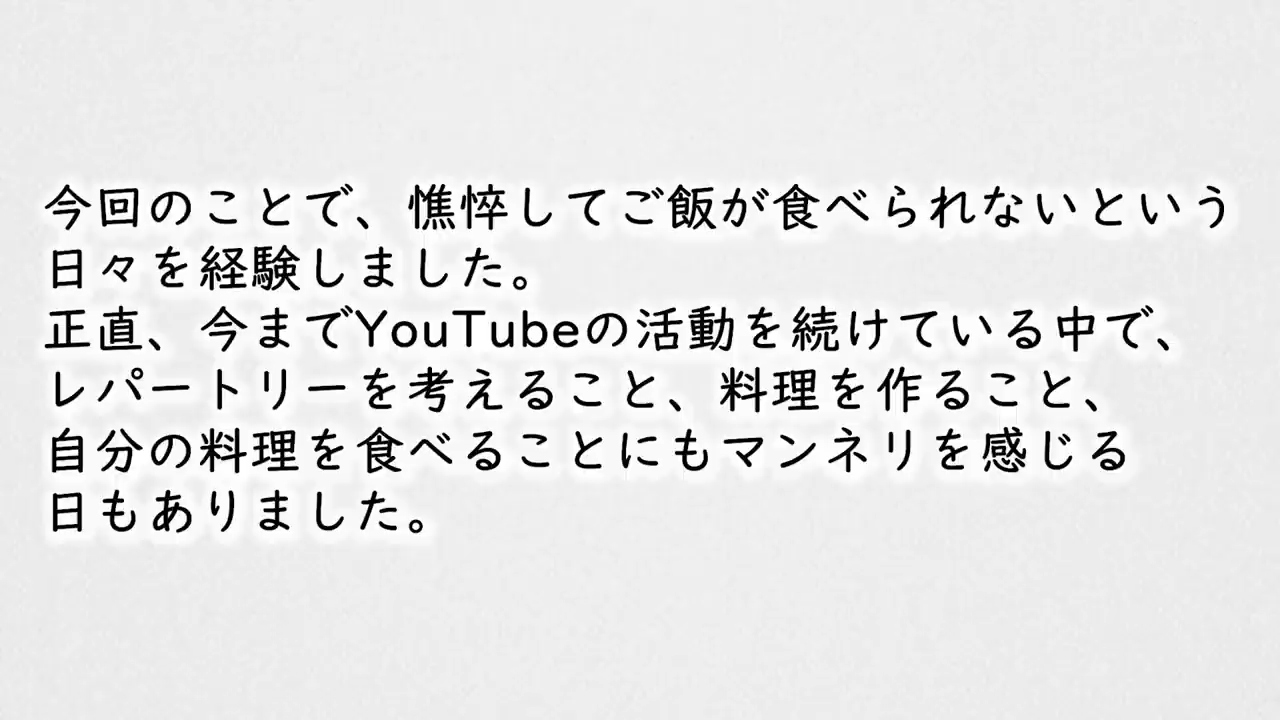 今回のことで、憔悴してご飯が食べられないという
日々を経験しました。
正直、今までYouTubeの活動を続けている中で、
レパートリーを考えること、料理を作ること、
自分の料理を食べることにもマンネリを感じる
日もありました。